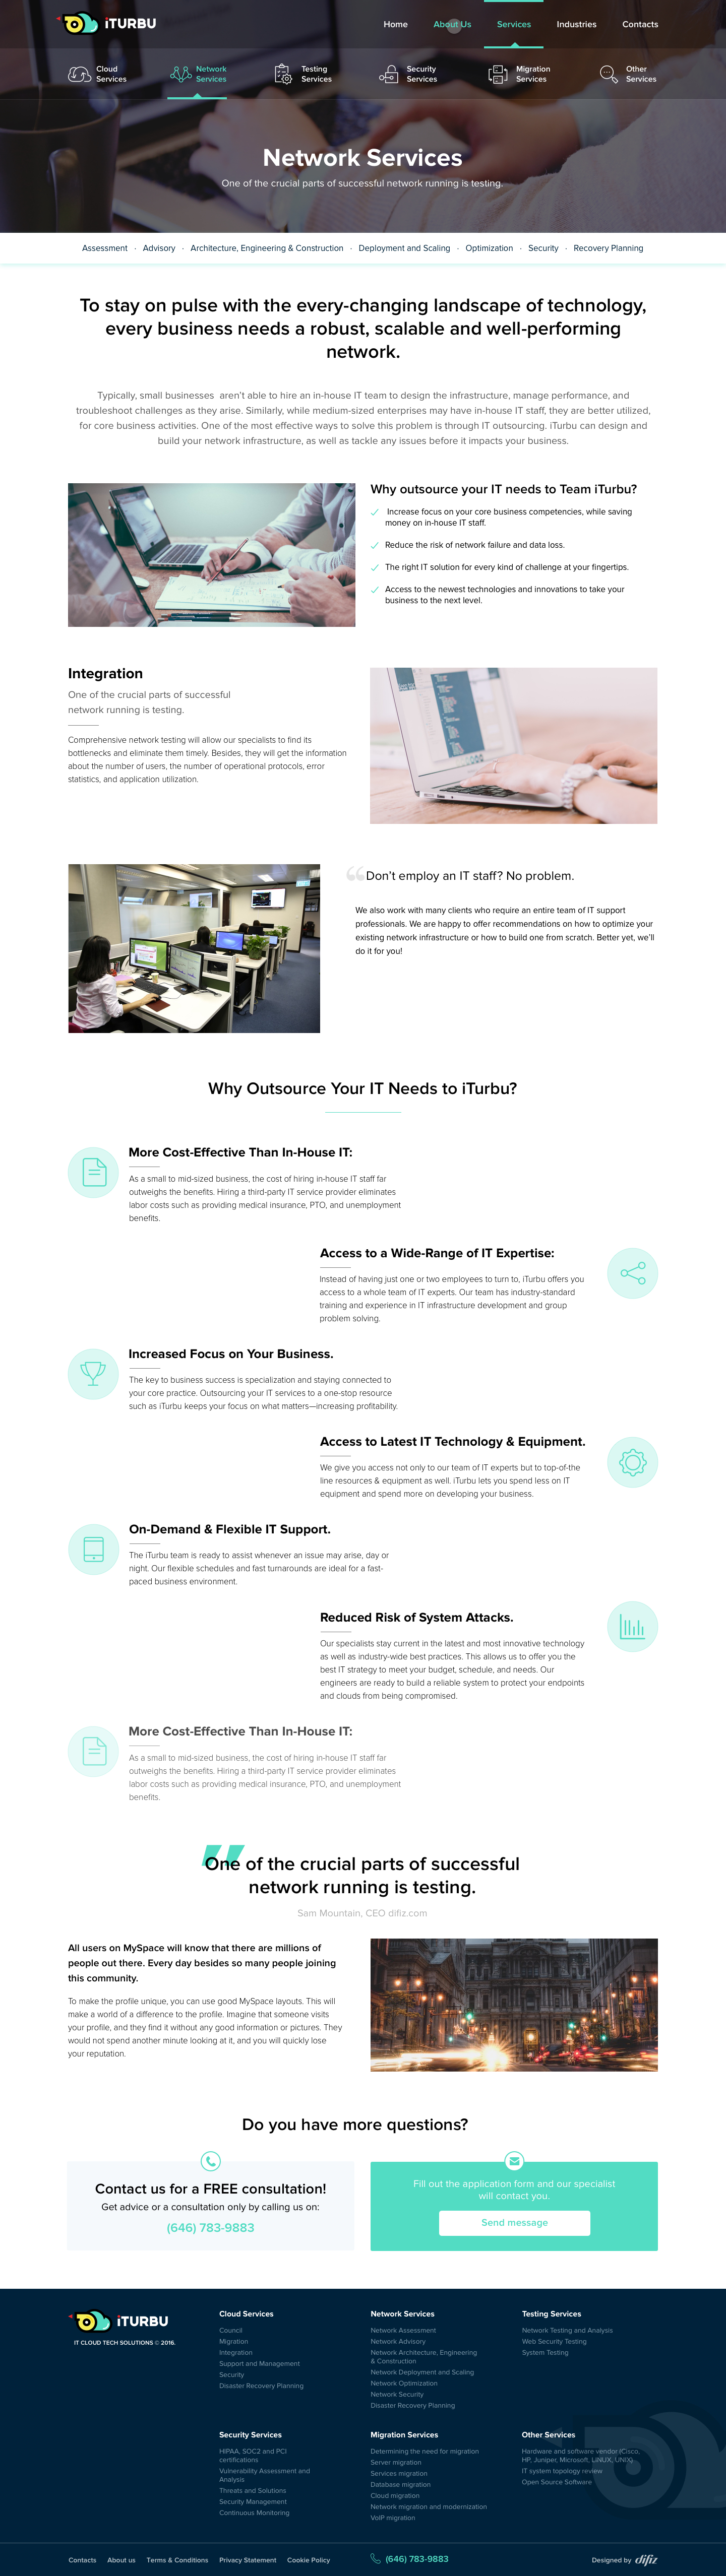 iTURBU
Home
About Us
Services
Industries
Contacts
Cloud
Services
Network
Services
Testing
Services
Security
Services
Migration
Services
Other
Services
Network Services
One of the crucial parts of successful network running is testing.
Assessment · Advisory · Architecture, Engineering & Construction · Deployment and Scaling · Optimization · Security · Recovery Planning
To stay on pulse with the every-changing landscape of technology,
every business needs a robust, scalable and well-performing
network.
Typically, small businesses aren't able to hire an in-house IT team to design the infrastructure, manage performance, and
troubleshoot challenges as they arise. Similarly, while medium-sized enterprises may have in-house IT staff, they are better utilized,
for core business activities. One of the most effective ways to solve this problem is through IT outsourcing. iTurbu can design and
build your network infrastructure, as well as tackle any issues before it impacts your business.
Why outsource your IT needs to Team iTurbu?
Increase focus on your core business competencies, while saving
money on in-house IT staff.
Reduce the risk of network failure and data loss.
The right IT solution for every kind of challenge at your fingertips.
Access to the newest technologies and innovations to take your
business to the next level.
Integration
One of the crucial parts of successful
network running is testing.
Comprehensive network testing will allow our specialists to find its
bottlenecks and eliminate them timely. Besides, they will get the information
about the number of users, the number of operational protocols, error
statistics, and application utilization.
“Don't employ an IT staff? No problem.
We also work with many clients who require an entire team of IT support
professionals. We are happy to offer recommendations on how to optimize your
existing network infrastructure or how to build one from scratch. Better yet, we'll
do it for you!
Why Outsource Your IT Needs to iTurbu?
More Cost-Effective Than In-House IT:
As a small to mid-sized business, the cost of hiring in-house IT staff far
outweighs the benefits. Hiring a third-party IT service provider eliminates
labor costs such as providing medical insurance, PTO, and unemployment
benefits.
Access to a Wide-Range of IT Expertise:
Instead of having just one or two employees to turn to, iTurbu offers you
access to a whole team of IT experts. Our team has industry-standard
training and experience in IT infrastructure development and group
problem solving.
Increased Focus on Your Business.
The key to business success is specialization and staying connected to
your core practice. Outsourcing your IT services to a one-stop resource
such as iTurbu keeps your focus on what matters—increasing profitability.
Access to Latest IT Technology & Equipment.
We give you access not only to our team of IT experts but to top-of-the
line resources & equipment as well. iTurbu lets you spend less on IT
equipment and spend more on developing your business.
On-Demand & Flexible IT Support.
The iTurbu team is ready to assist whenever an issue may arise, day or
night. Our flexible schedules and fast turnarounds are ideal for a fast-
paced business environment.
Reduced Risk of System Attacks.
Our specialists stay current in the latest and most innovative technology
as well as industry-wide best practices. This allows us to offer you the
best IT strategy to meet your budget, schedule, and needs. Our
engineers are ready to build a reliable system to protect your endpoints
and clouds from being compromised.
More Cost-Effective Than In-House IT:
As a small to mid-sized business, the cost of hiring in-house IT staff far
outweighs the benefits. Hiring a third-party IT service provider eliminates
labor costs such as providing medical insurance, PTO, and unemployment
benefits.
One of the crucial parts of successful
network running is testing.
Sam Mountain, CEO difiz.com
All users on MySpace will know that there are millions of
people out there. Every day besides so many people joining
this community.
To make the profile unique, you can use good MySpace layouts. This will
make a world of a difference to the profile. Imagine that someone visits
your profile, and they find it without any good information or pictures. They
would not spend another minute looking at it, and you will quickly lose
your reputation.
Do you have more questions?
Contact us for a FREE consultation!
Get advice or a consultation only by calling us on:
(646) 783-9883
Fill out the application form and our specialist
will contact you.
Send message
iTURBU
IT CLOUD TECH SOLUTIONS © 2016.
Cloud Services
Council
Migration
Integration
Support and Management
Security
Disaster Recovery Planning
Network Services
Network Assessment
Network Advisory
Network Architecture, Engineering
& Construction
Network Deployment and Scaling
Network Optimization
Network Security
Disaster Recovery Planning
Testing Services
Network Testing and Analysis
Web Security Testing
System Testing
Security Services
HIPAA, SOC2 and PCI
certifications
Vulnerability Assessment and
Analysis
Threats and Solutions
Security Management
Continuous Monitoring
Migration Services
Determining the need for migration
Server migration
Services migration
Database migration
Cloud migration
Network migration and modernization
VoIP migration
Other Services
Hardware and software vendor (Cisco,
HP, Juniper, Microsoft, LINUX, UNIX)
IT system topology review
Open Source Software
Contacts
About us
Terms & Conditions
Privacy Statement
Cookie Policy
(646) 783-9883
Designed by difiz